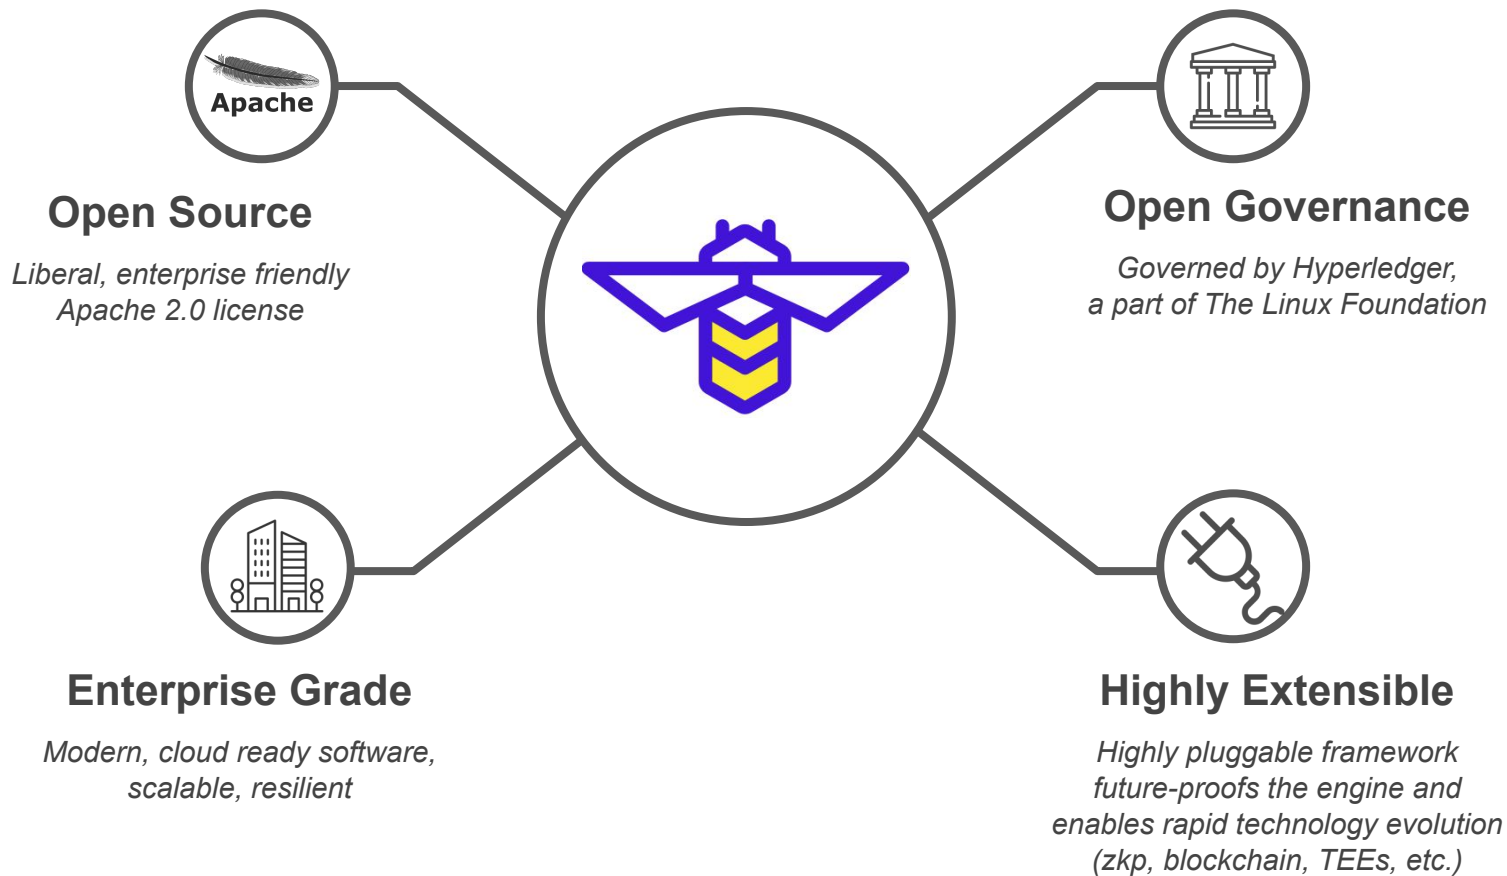 Apache
Open Source
Liberal, enterprise friendly
Apache 2.0 license
Open Governance
Governed by Hyperledger,
a part of The Linux Foundation
Enterprise Grade
Modern, cloud ready software,
scalable, resilient
Highly Extensible
Highly pluggable framework
future-proofs the engine and
enables rapid technology evolution
(zkp, blockchain, TEEs, etc.)